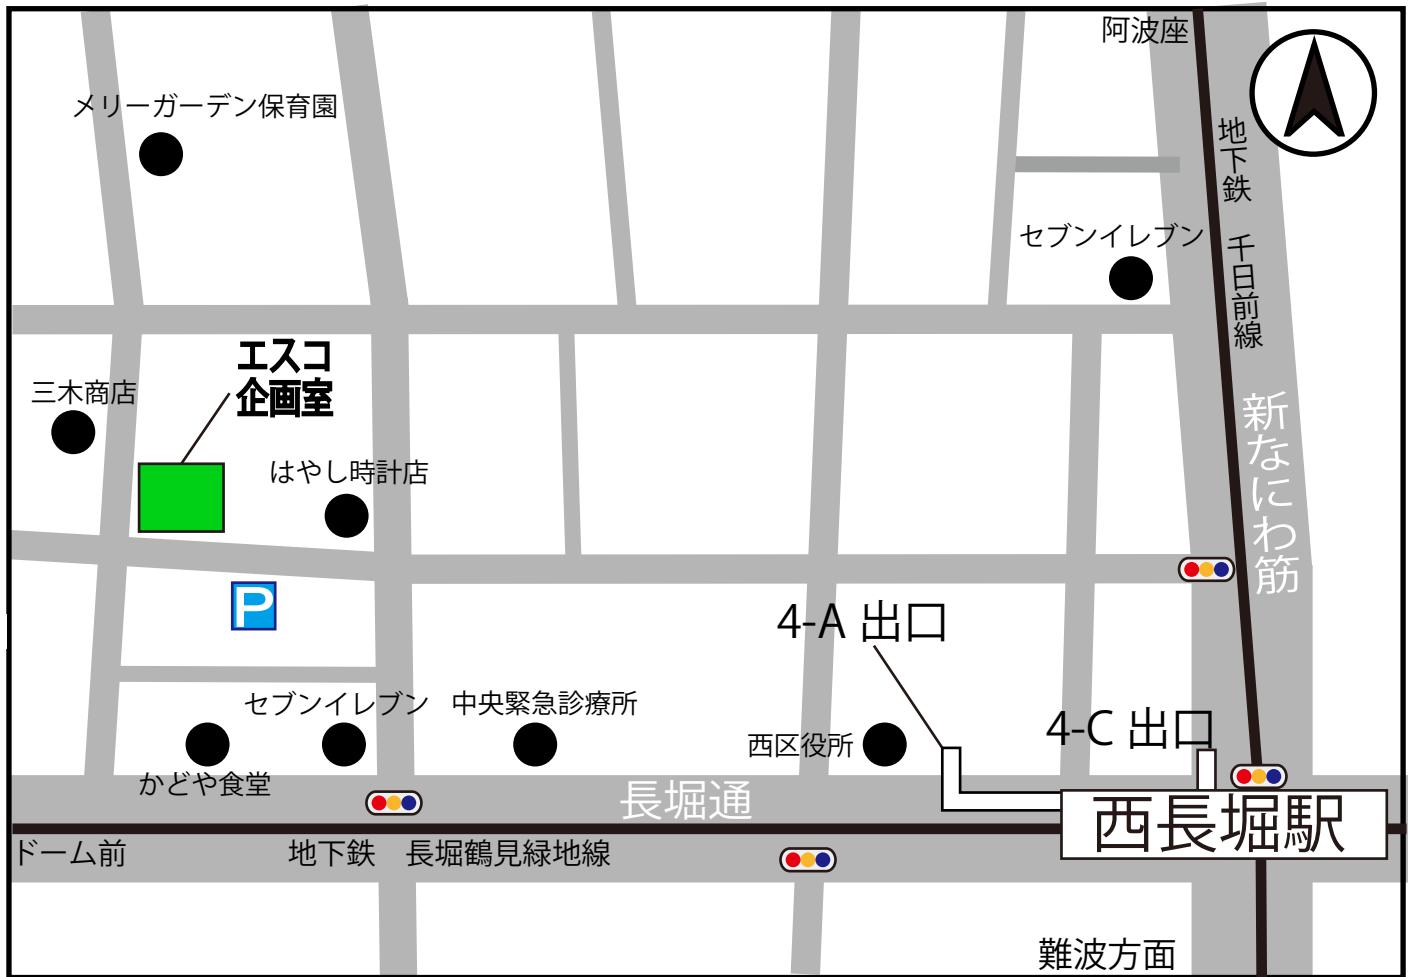 阿波座
メリーガーデン保育園
地下鉄 千日前線
セブンイレブン
エスコ
企画室
三木商店
新なにわ筋
はやし時計店
P
4-A 出口
セブンイレブン
中央緊急診療所
4-C 出口
西区役所
かどや食堂
長堀通
西長堀駅
ドーム前
地下鉄 長堀鶴見緑地線
難波方面